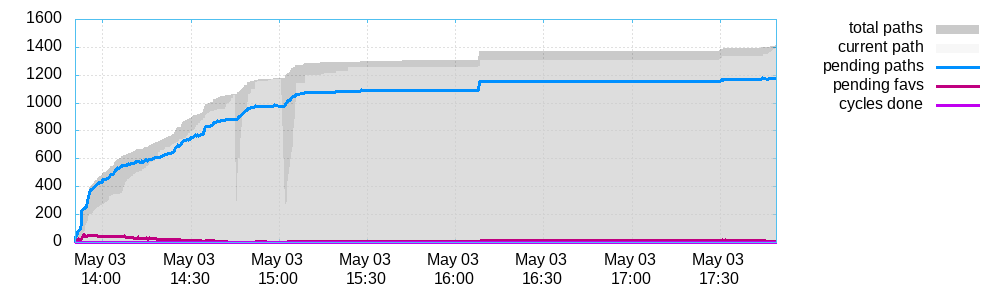 1600
1400
1200
1000
800
600
400
200
0
May 03 May 03 May 03 May 03 May 03 May 03 May 03 May 03
14:00 14:30 15:00 15:30 16:00 16:30 17:00 17:30
total paths
current path
pending paths
pending favs
cycles done